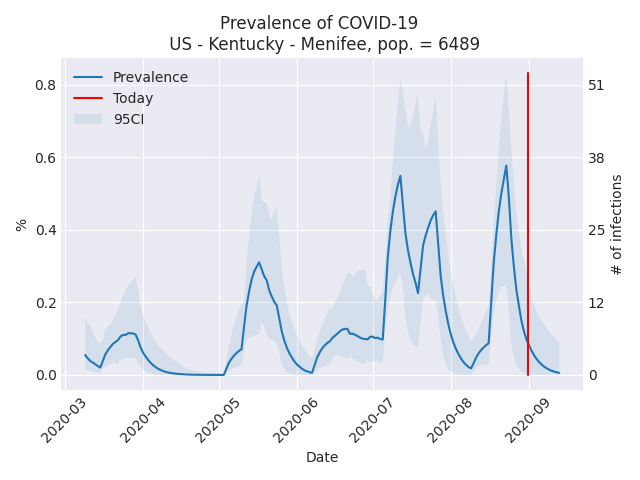 Prevalence of COVID-19
US - Kentucky - Menifee, pop. = 6489
Prevalence
Today
95CI
%
0.8
0.6
0.4
0.2
0.0
51
38
25
12
0
# of infections
2020-03
2020-04
2020-05
2020-06
2020-07
2020-08
2020-09
Date